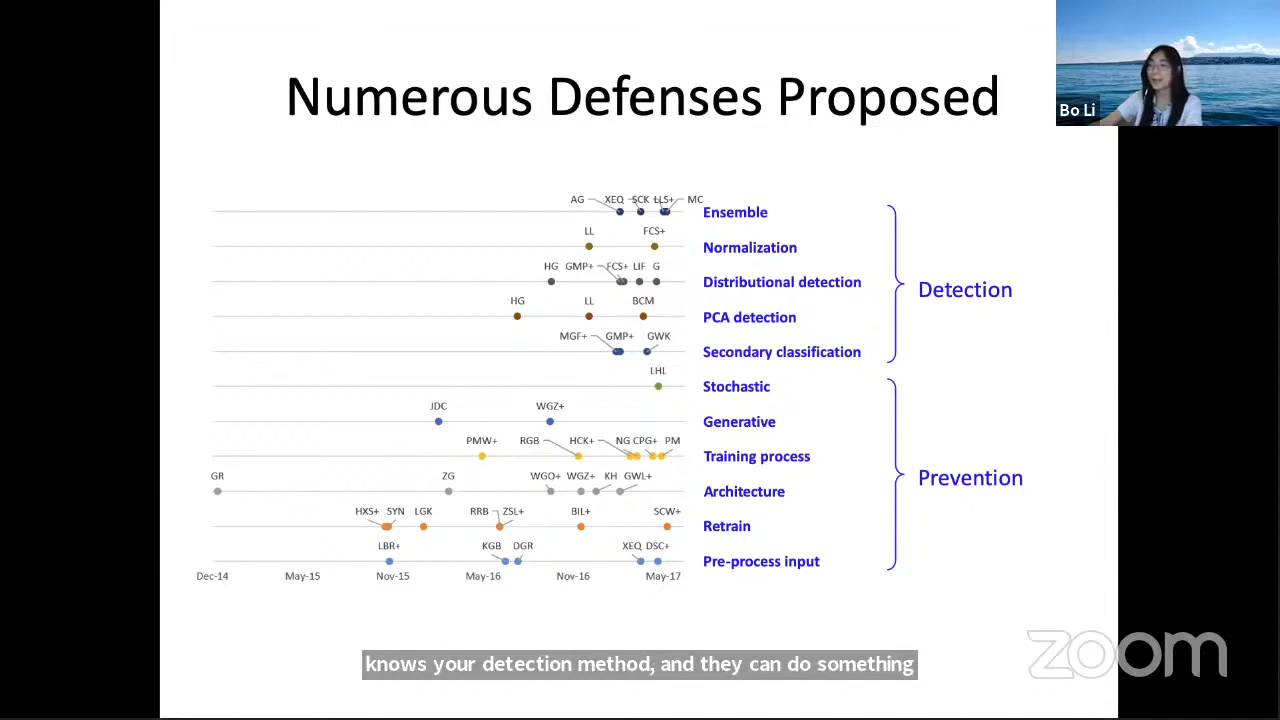 Numerous Defenses Proposed
Bo Li
AG XEQ SCK LLS+ MC
Ensemble
LL FCS+
Normalization
HG GMP+ FCS+ LIF G
Distributional detection
Detection
HG LL BCM
PCA detection
MGF+ GMP+ GWK
Secondary classification
LHL
Stochastic
JDC WGZ+
Generative
PMW+ RGB HCK+ NG CPG+ PM
Training process
GR ZG WGO+ WGZ+ KH GWL+
Prevention
Architecture
HXS+ SYN LGK RRB ZSL+ BIL+ SCW+
Retrain
LBR+ KGB DGR XEQ DSC+
Pre-process input
Dec-14 May-15 Nov-15 May-16 Nov-16 May-17
knows your detection method, and they can do something
zoom